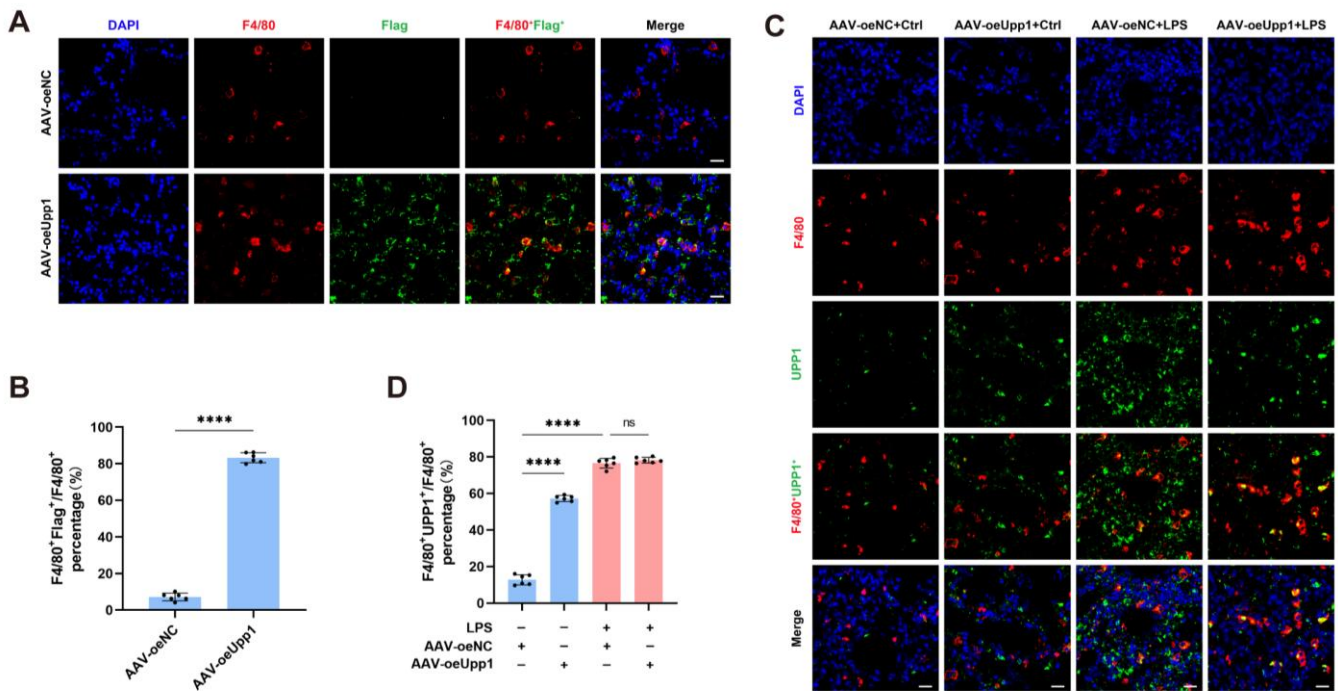 A
DAPI F4/80 Flag F4/80⁺Flag⁺ Merge
AAV-oeNC
AAV-oeUpp1
B
F4/80⁺Flag⁺/F4/80⁺
percentage(%)
100
80
60
40
20
0
****
AAV-oeNC
AAV-oeUpp1
D
F4/80⁺UPP1⁺/F4/80⁺
percentage(%)
100
80
60
40
20
0
**** ns
****
LPS − − + +
AAV-oeNC + − + −
AAV-oeUpp1 − + − +
C
AAV-oeNC+Ctrl AAV-oeUpp1+Ctrl AAV-oeNC+LPS AAV-oeUpp1+LPS
DAPI
F4/80
UPP1
F4/80⁺UPP1⁺
Merge